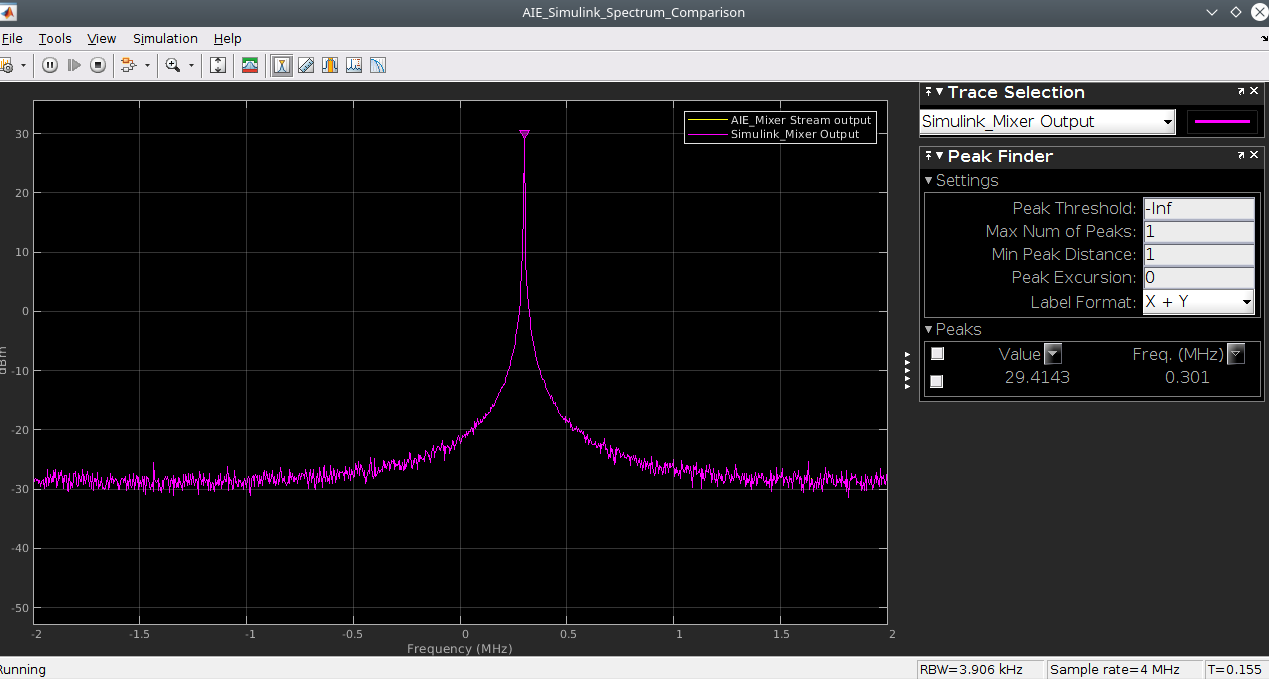 AIE_Simulink_Spectrum_Comparison
File Tools View Simulation Help
AIE_Mixer Stream output
Simulink_Mixer Output
30
20
10
0
-10
-20
-30
-40
-50
dBm
-2 -1.5 -1 -0.5 0 0.5 1 1.5 2
Frequency (MHz)
Trace Selection
Simulink_Mixer Output
Peak Finder
Settings
Peak Threshold: -Inf
Max Num of Peaks: 1
Min Peak Distance: 1
Peak Excursion: 0
Label Format: X + Y
Peaks
Value Freq. (MHz)
29.4143 0.301
Running RBW=3.906 kHz Sample rate=4 MHz T=0.155